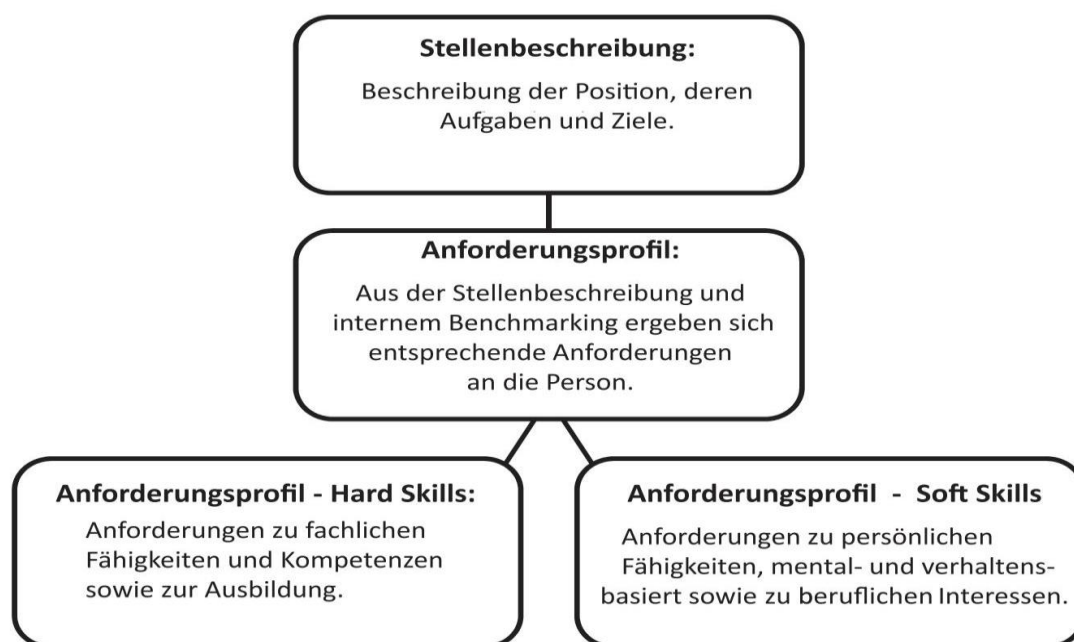 Stellenbeschreibung:
Beschreibung der Position, deren
Aufgaben und Ziele.
Anforderungsprofil:
Aus der Stellenbeschreibung und
internem Benchmarking ergeben sich
entsprechende Anforderungen
an die Person.
Anforderungsprofil - Hard Skills:
Anforderungen zu fachlichen
Fähigkeiten und Kompetenzen
sowie zur Ausbildung.
Anforderungsprofil - Soft Skills
Anforderungen zu persönlichen
Fähigkeiten, mental- und verhaltens-
basiert sowie zu beruflichen Interessen.